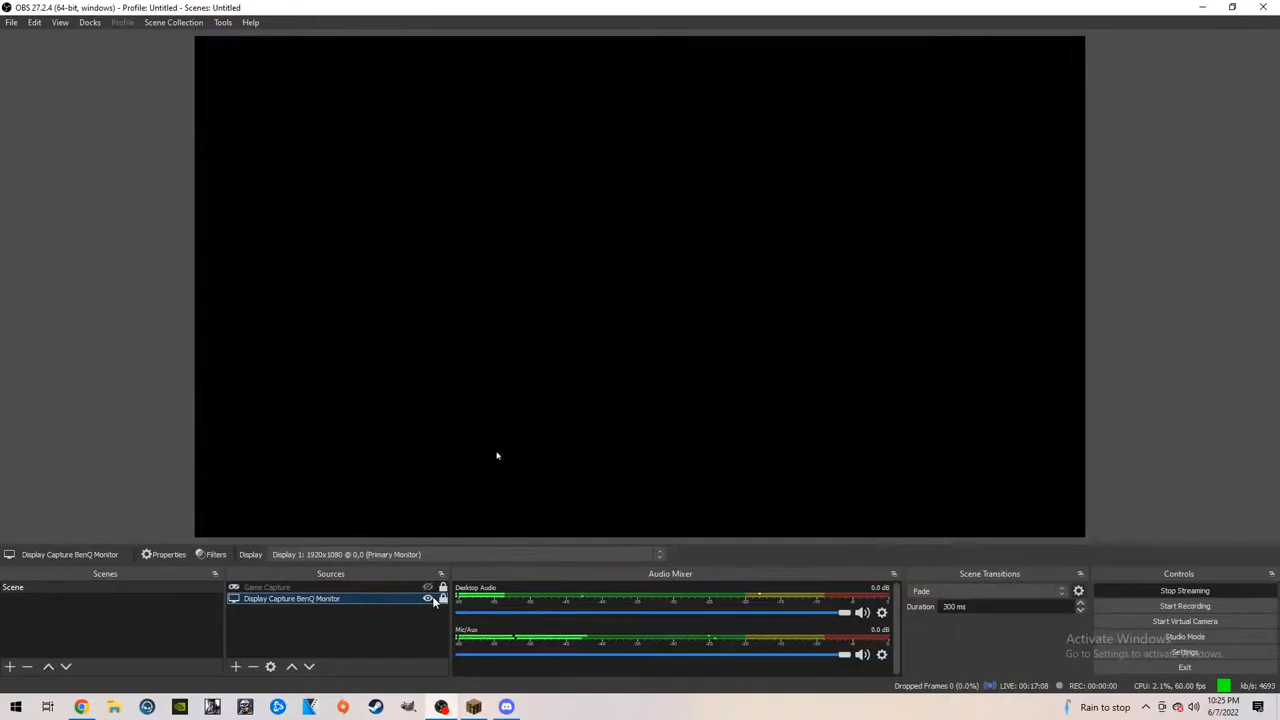 OBS 27.2.4 (64-bit, windows) - Profile: Untitled - Scenes: Untitled
File Edit View Docks Profile Scene Collection Tools Help
Display Capture BenQ Monitor Properties Filters Display Display 1: 1920x1080 @ 0,0 (Primary Monitor)
Scenes Sources Audio Mixer Scene Transitions Controls
Scene
Game Capture
Display Capture BenQ Monitor
Desktop Audio 0.0 dB
Mic/Aux 0.0 dB
Fade
Duration 300 ms
Stop Streaming
Start Recording
Start Virtual Camera
Studio Mode
Settings
Exit
Activate Windows
Go to Settings to activate Windows.
Dropped Frames 0 (0.0%) LIVE: 00:17:08 REC: 00:00:00 CPU: 2.1%, 60.00 fps kb/s: 4693
Rain to stop
10:25 PM
6/7/2022